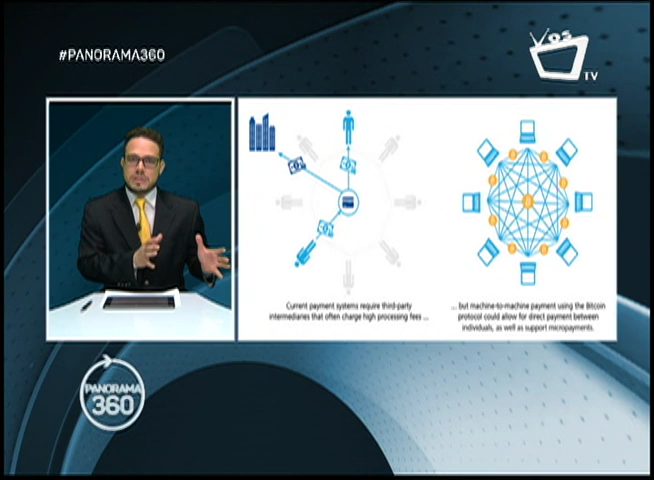 #PANORAMA360
VOS
TV
Current payment systems require third-party
intermediaries that often charge high processing fees ...
... but machine-to-machine payment using the Bitcoin
protocol could allow for direct payment between
individuals, as well as support micropayments.
PANORAMA
360